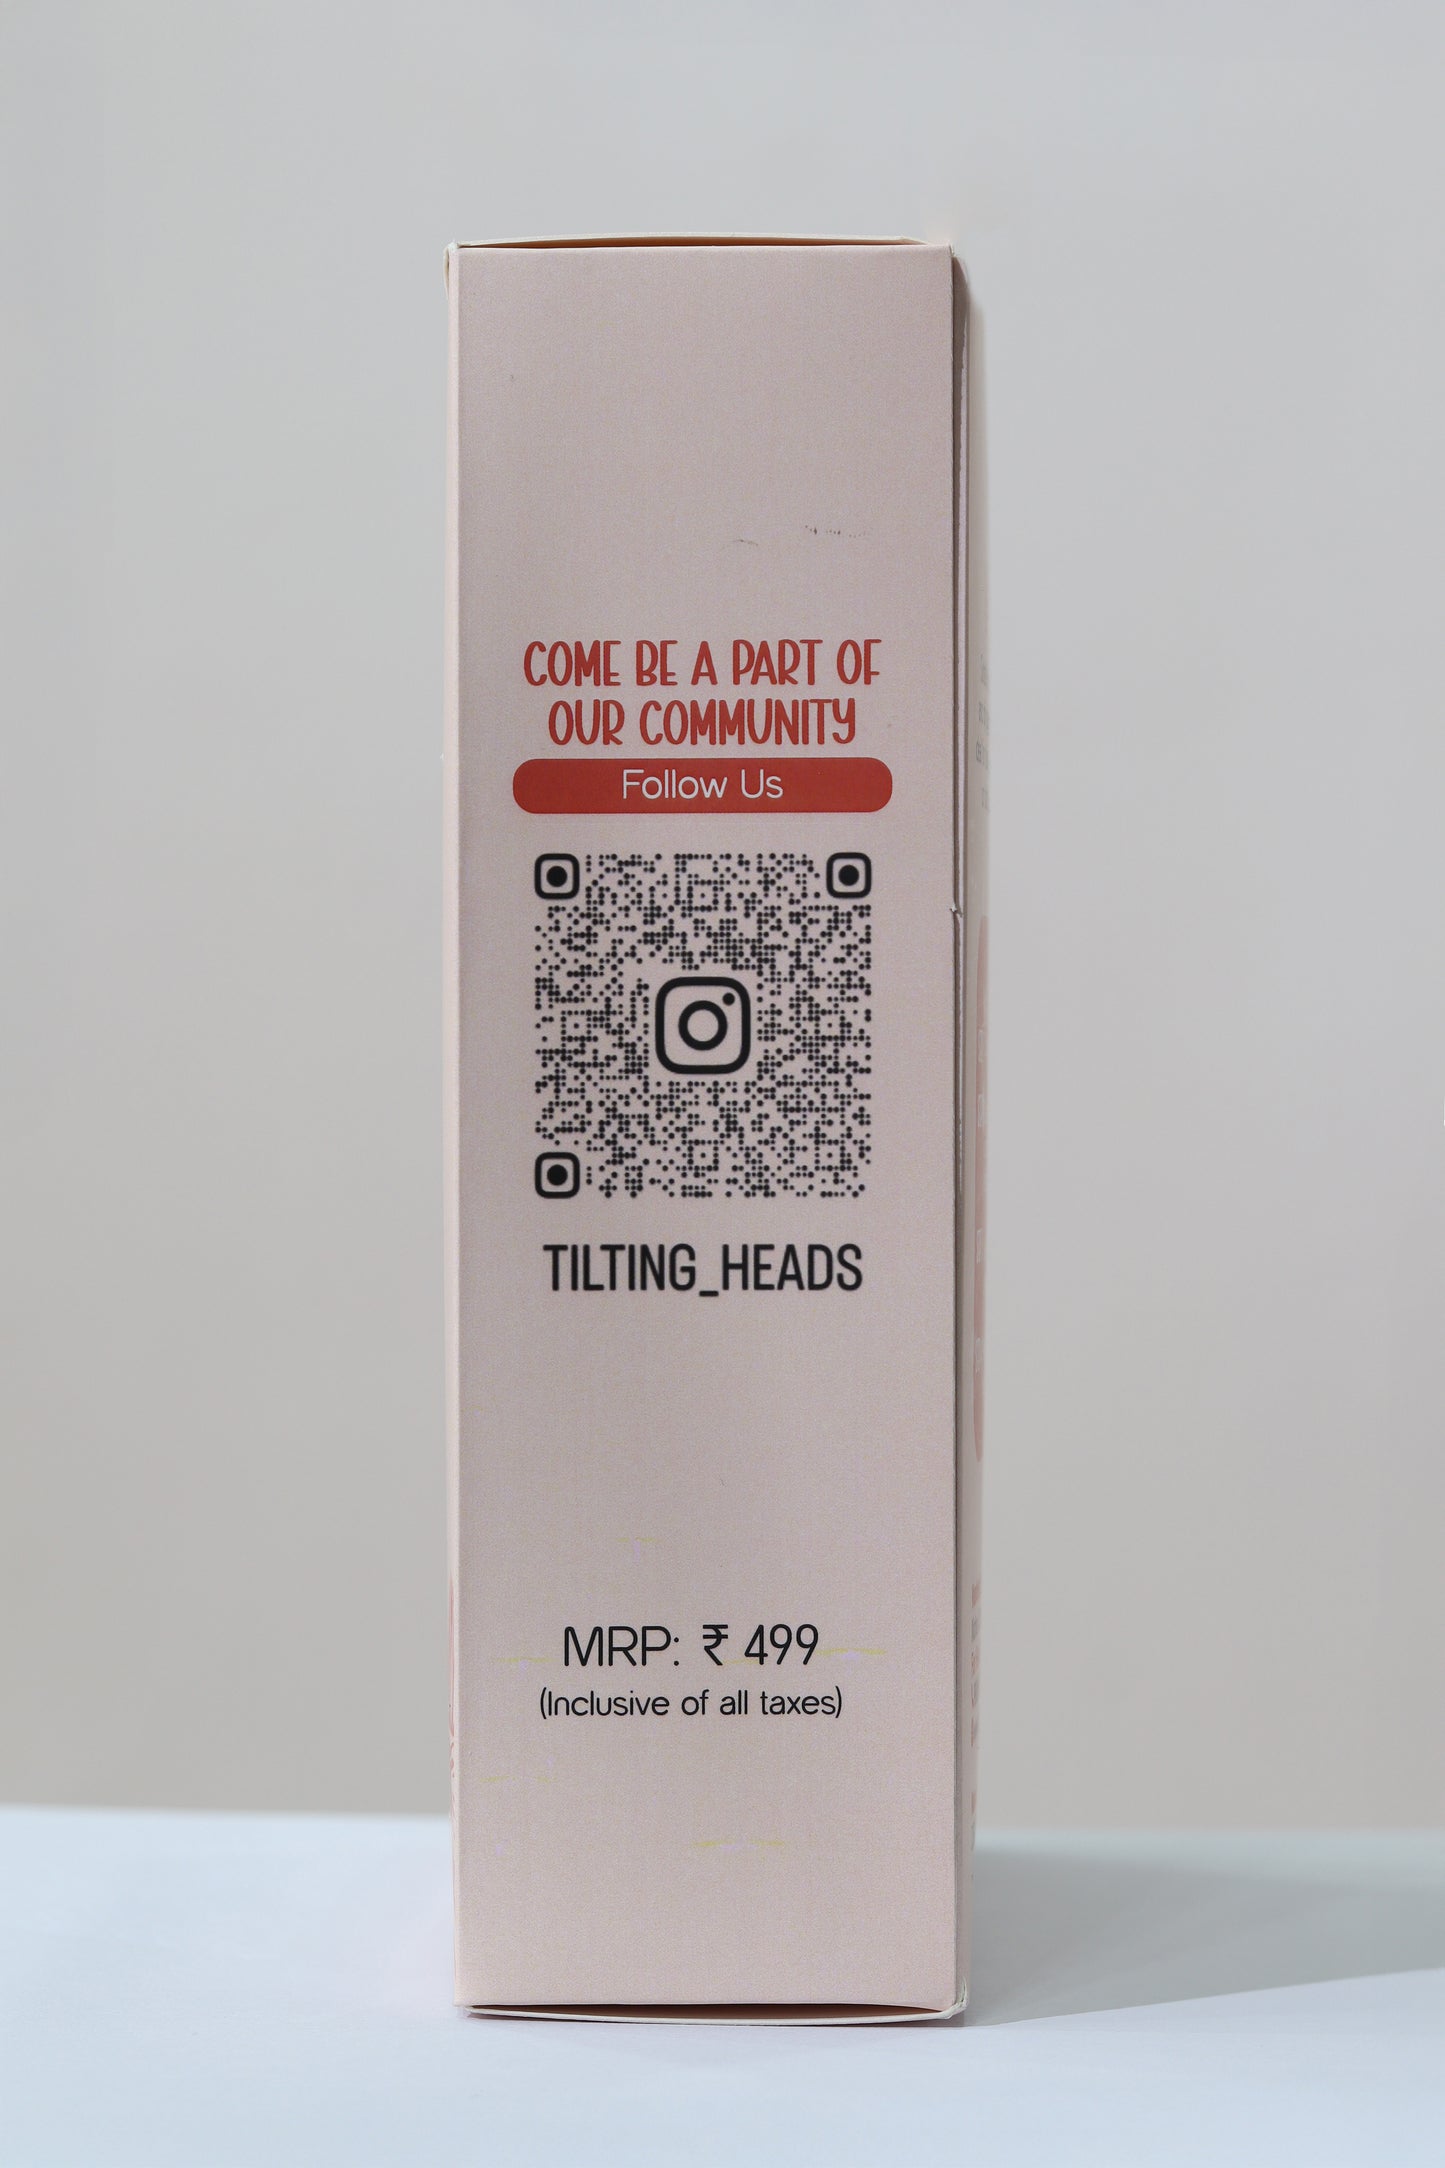 COME BE A PART OF
OUR COMMUNITY
Follow Us
TILTING_HEADS
MRP: ₹ 499
(Inclusive of all taxes)